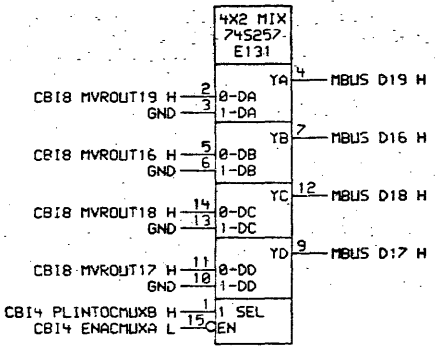 4X2 MIX
74S257
E131
YA 4 MBUS D19 H
CBI8 MVROUT19 H 2 0-DA
GND 3 1-DA
YB 7 MBUS D16 H
CBI8 MVROUT16 H 5 0-DB
GND 6 1-DB
YC 12 MBUS D18 H
CBI8 MVROUT18 H 14 0-DC
GND 13 1-DC
YD 9 MBUS D17 H
CBI8 MVROUT17 H 11 0-DD
GND 10 1-DD
CBI4 PLINTOCMUXB H 1 1 SEL
CBI4 ENACMUXA L 15 EN